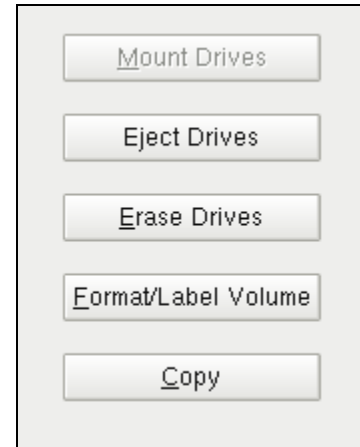 Mount Drives
Eject Drives
Erase Drives
Format/Label Volume
Copy